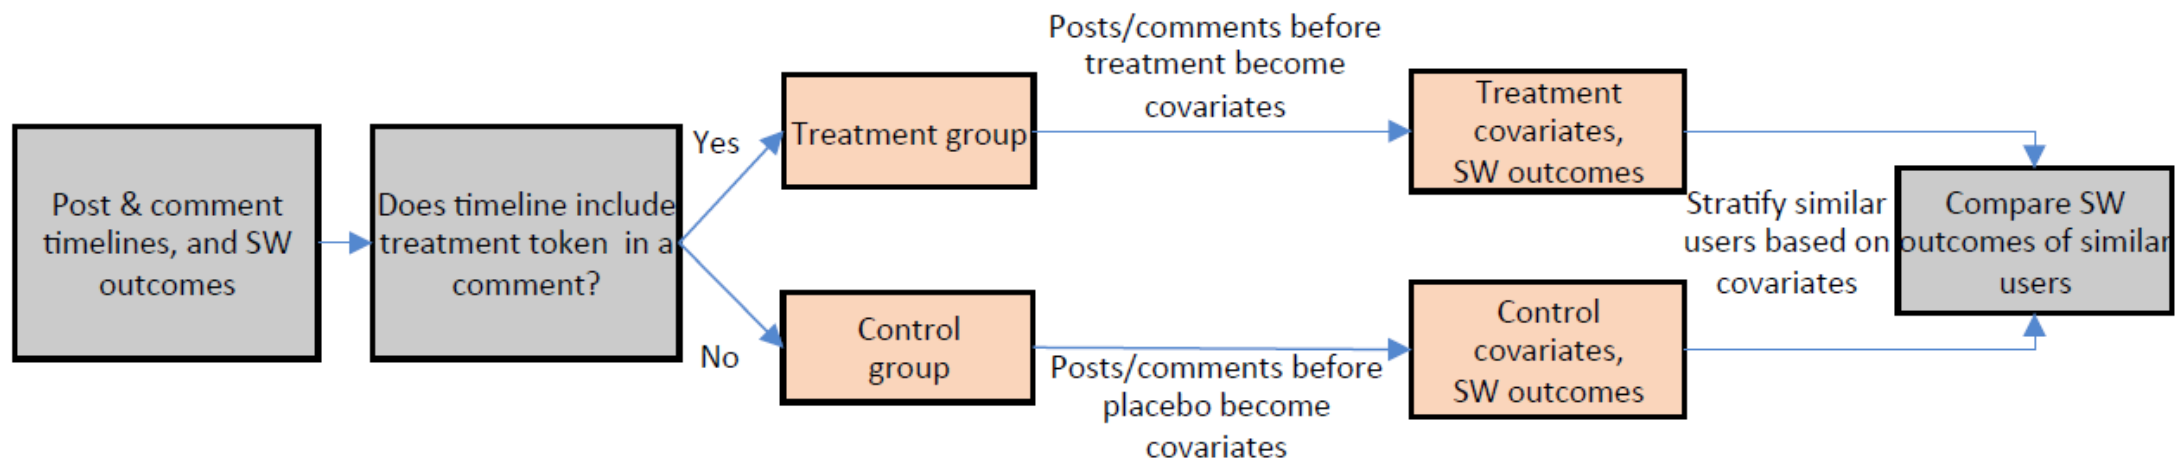 Post & comment
timelines, and SW
outcomes
Does timeline include
treatment token in a
comment?
Yes
No
Treatment group
Control
group
Posts/comments before
treatment become
covariates
Posts/comments before
placebo become
covariates
Treatment
covariates,
SW outcomes
Control
covariates,
SW outcomes
Stratify similar
users based on
covariates
Compare SW
outcomes of similar
users